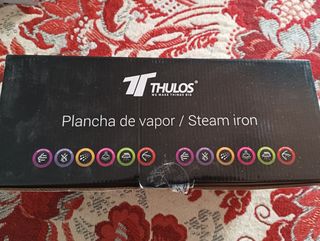 THULOS®
WE MAKE THINGS BIG
Plancha de vapor / Steam iron